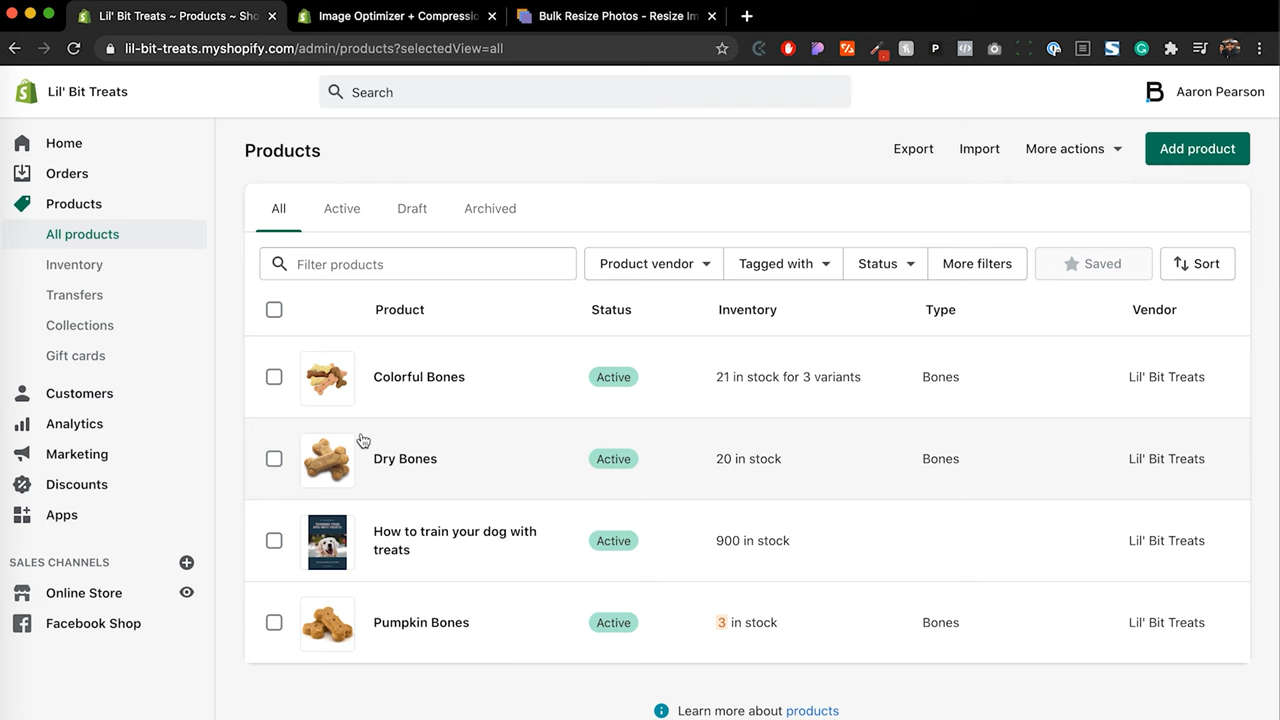 Lil' Bit Treats ~ Products ~ Sho
Image Optimizer + Compressio
Bulk Resize Photos - Resize Im
lil-bit-treats.myshopify.com/admin/products?selectedView=all
Lil' Bit Treats
Search
Aaron Pearson
Home
Orders
Products
All products
Inventory
Transfers
Collections
Gift cards
Customers
Analytics
Marketing
Discounts
Apps
SALES CHANNELS
Online Store
Facebook Shop
Products
Export
Import
More actions
Add product
All
Active
Draft
Archived
Filter products
Product vendor
Tagged with
Status
More filters
Saved
Sort
Product
Status
Inventory
Type
Vendor
Colorful Bones
Active
21 in stock for 3 variants
Bones
Lil' Bit Treats
Dry Bones
Active
20 in stock
Bones
Lil' Bit Treats
How to train your dog with
treats
Active
900 in stock
Lil' Bit Treats
Pumpkin Bones
Active
3 in stock
Bones
Lil' Bit Treats
Learn more about products